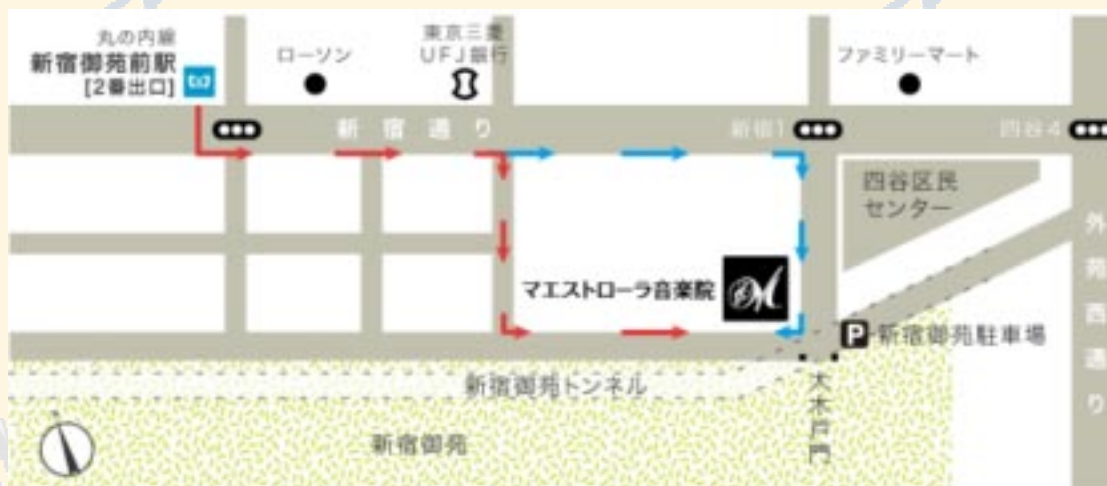 丸の内線
新宿御苑前駅
[2番出口]
ローソン
東京三菱
UFJ銀行
ファミリーマート
新宿通り
新宿1
四谷4
四谷区民
センター
外苑西通り
マエストローラ音楽院
P 新宿御苑駐車場
新宿御苑トンネル
大木戸門
新宿御苑